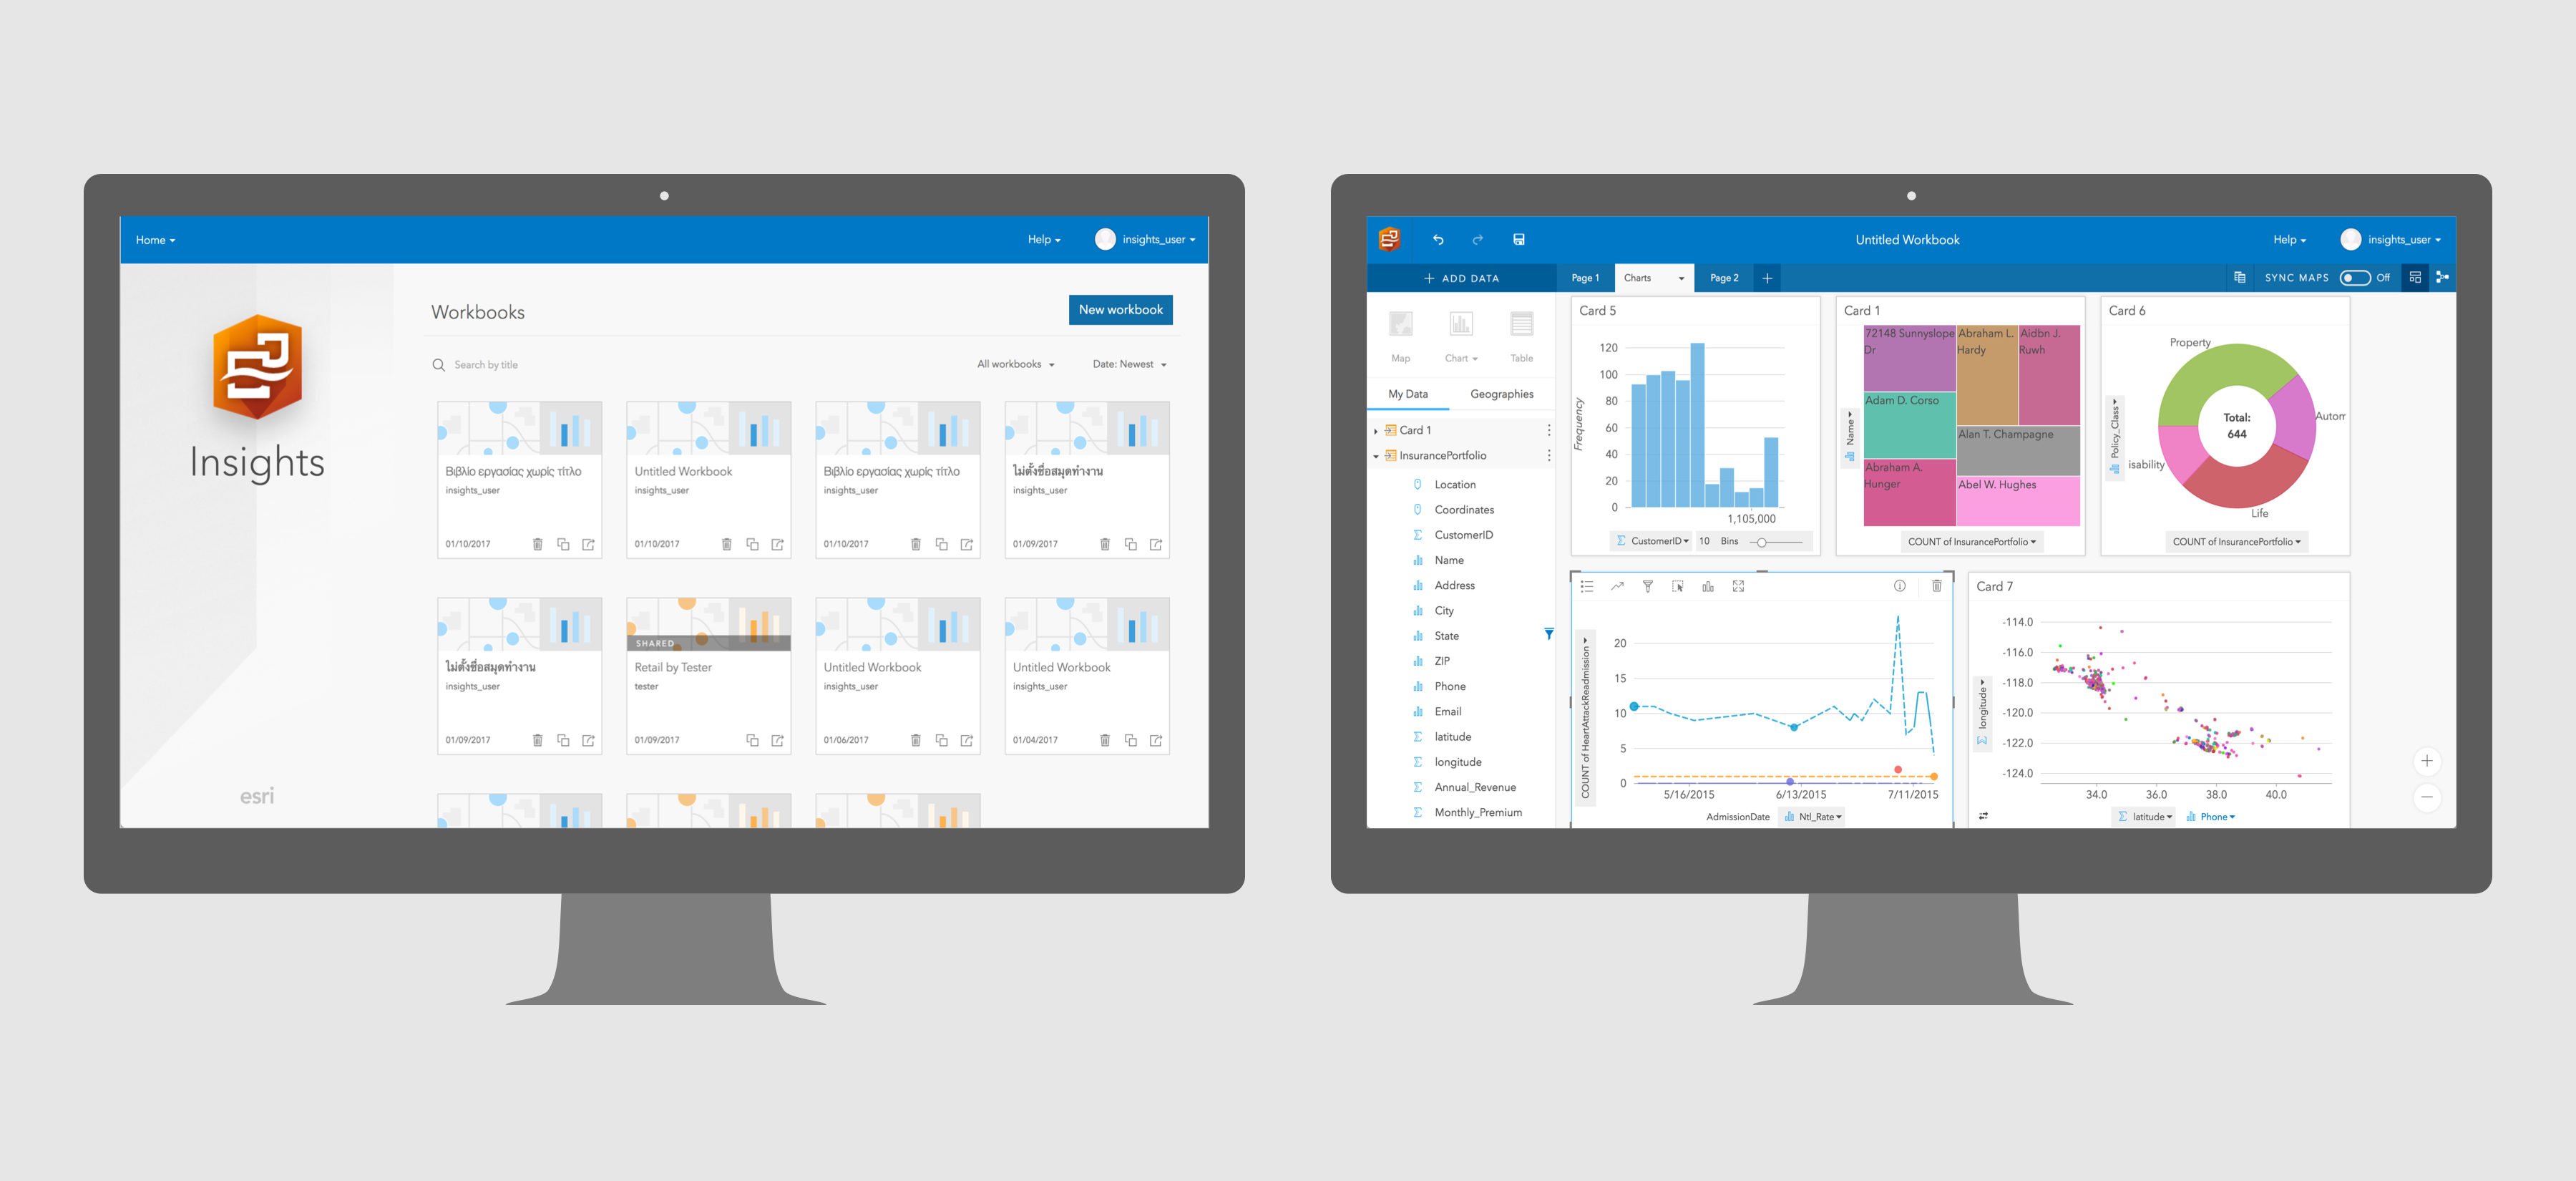 Home
Help
insights_user
Insights
esri
Workbooks
New workbook
Search by title
All workbooks
Date: Newest
Βιβλίο εργασίας χωρίς τίτλο
insights_user
01/10/2017
Untitled Workbook
insights_user
01/10/2017
Βιβλίο εργασίας χωρίς τίτλο
insights_user
01/10/2017
ไม่ตั้งชื่อสมุดทำงาน
insights_user
01/09/2017
ไม่ตั้งชื่อสมุดทำงาน
insights_user
01/09/2017
SHARED
Retail by Tester
tester
01/09/2017
Untitled Workbook
insights_user
01/06/2017
Untitled Workbook
insights_user
01/04/2017
Untitled Workbook
Help
insights_user
ADD DATA
Page 1
Charts
Page 2
SYNC MAPS
Off
Map
Chart
Table
My Data
Geographies
Card 1
InsurancePortfolio
Location
Coordinates
CustomerID
Name
Address
City
State
ZIP
Phone
Email
latitude
longitude
Annual_Revenue
Monthly_Premium
Card 5
Frequency
120
100
80
60
40
20
0
1,105,000
CustomerID
10 Bins
Card 1
Name
72148 Sunnyslope
Dr
Abraham L.
Hardy
Aidbn J.
Ruwh
Adam D. Corso
Alan T. Champagne
Abraham A.
Hunger
Abel W. Hughes
COUNT of InsurancePortfolio
Card 6
Policy_Class
Property
Autom
isability
Life
Total:
644
COUNT of InsurancePortfolio
COUNT of HeartAttackReadmission
20
15
10
5
0
5/16/2015
6/13/2015
7/11/2015
AdmissionDate
Ntl_Rate
Card 7
longitude
-114.0
-116.0
-118.0
-120.0
-122.0
-124.0
34.0
36.0
38.0
40.0
latitude
Phone